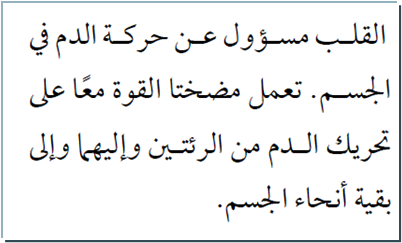 القلب مسؤول عن حركة الدم في
الجسم. تعمل مضختا القوة معًا على
تحريك الدم من الرئتين وإليهما وإلى
بقية أنحاء الجسم.